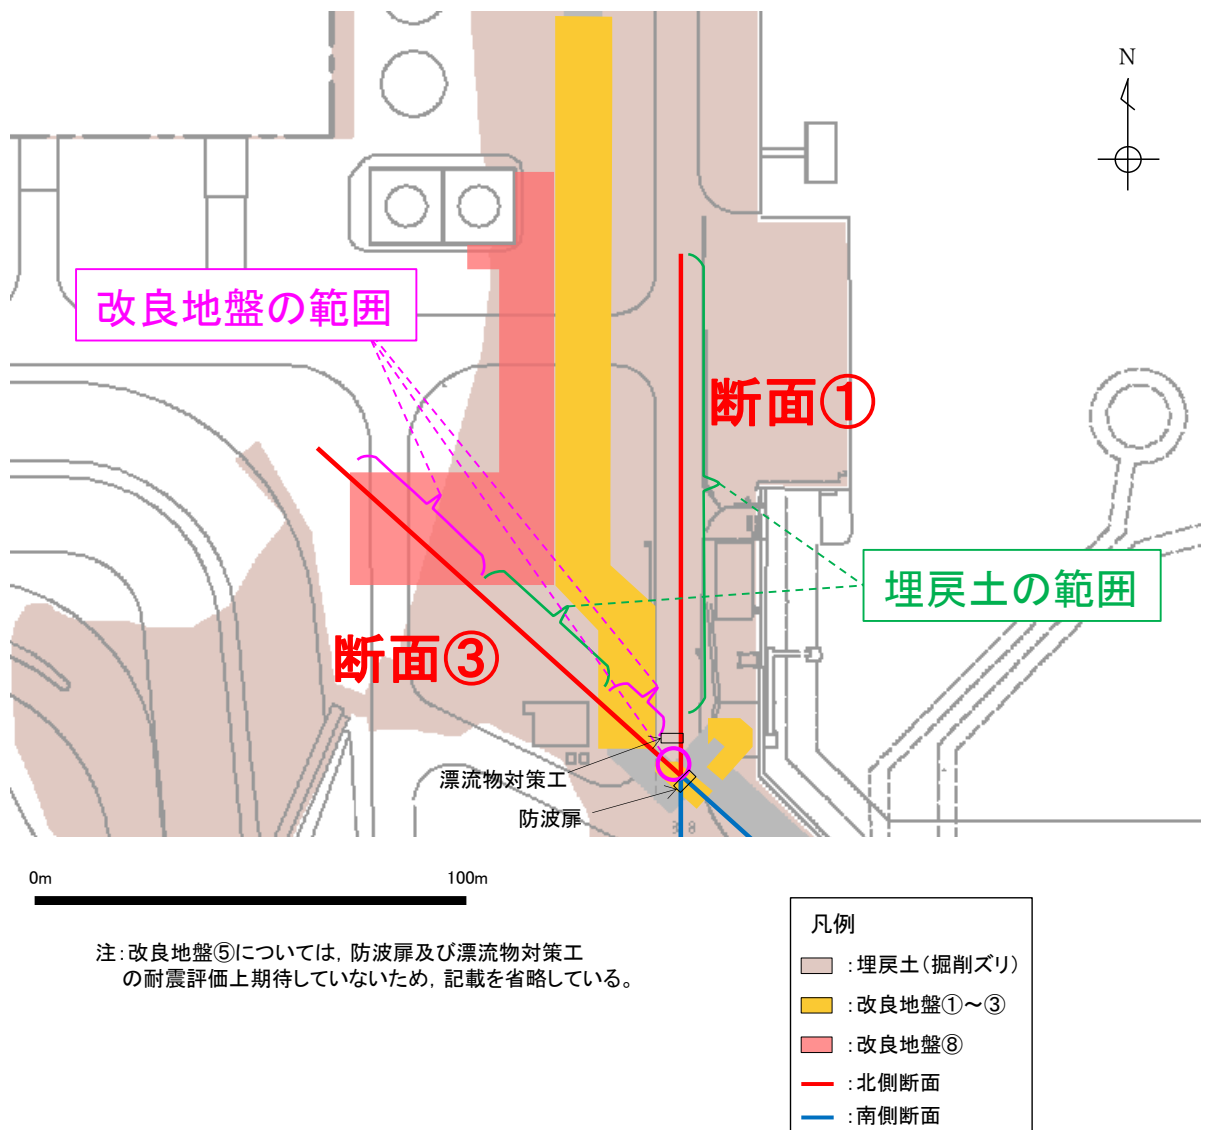 N
改良地盤の範囲
断面①
埋戻土の範囲
断面③
漂流物対策工
防波扉
0m
100m
注：改良地盤⑤については，防波扉及び漂流物対策工
の耐震評価上期待していないため，記載を省略している。
凡例
：埋戻土（掘削ズリ）
：改良地盤①～③
：改良地盤⑧
：北側断面
：南側断面